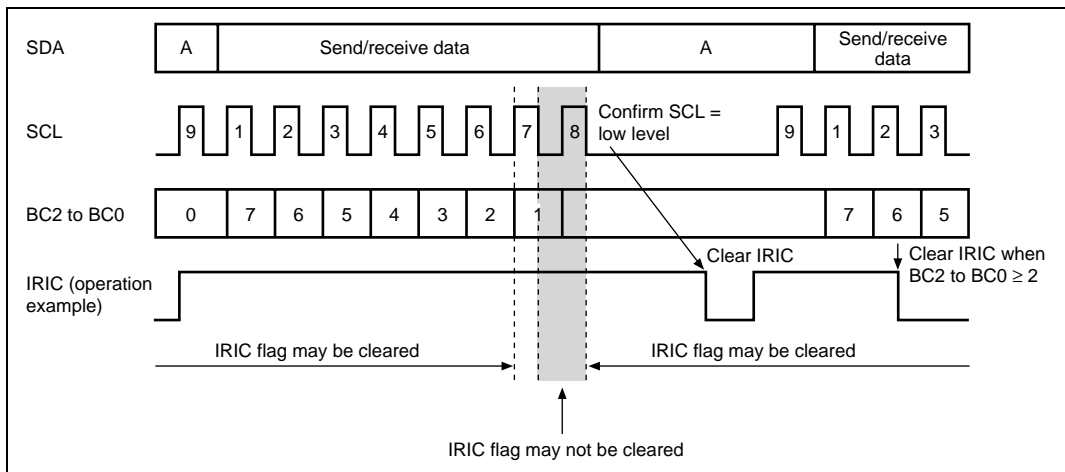 SDA
A
Send/receive data
A
Send/receive
data
SCL
9 1 2 3 4 5 6 7 8
Confirm SCL =
low level
9 1 2 3
BC2 to BC0
0 7 6 5 4 3 2 1
7 6 5
IRIC (operation
example)
Clear IRIC
Clear IRIC when
BC2 to BC0 ≥ 2
IRIC flag may be cleared
IRIC flag may be cleared
IRIC flag may not be cleared